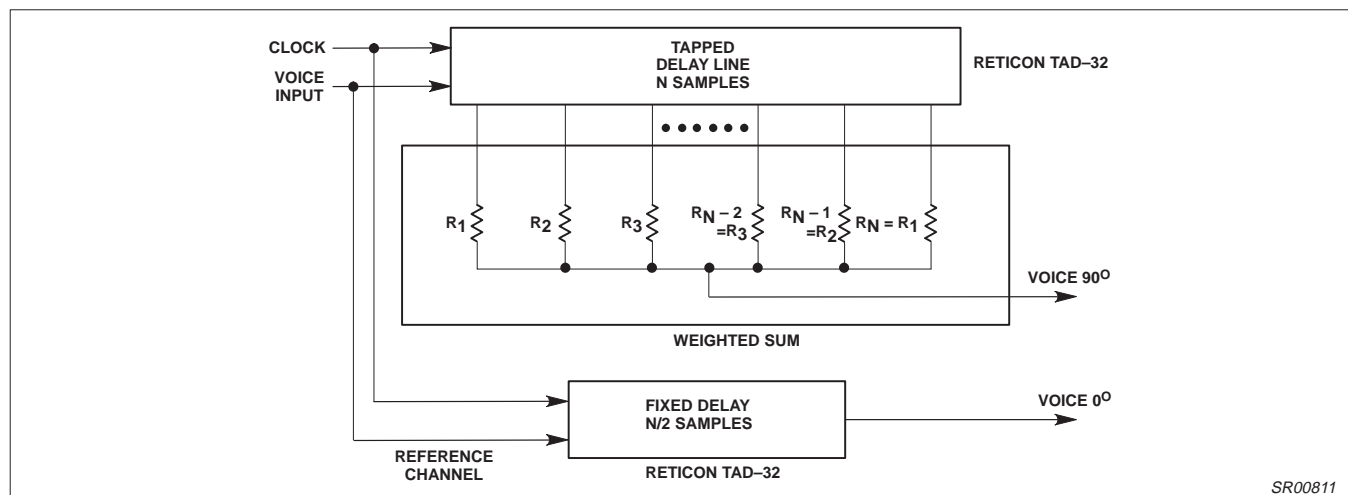 CLOCK
VOICE
INPUT
TAPPED
DELAY LINE
N SAMPLES
RETICON TAD–32
R1
R2
R3
RN – 2
=R3
RN – 1
=R2
RN = R1
VOICE 90O
WEIGHTED SUM
FIXED DELAY
N/2 SAMPLES
VOICE 0O
REFERENCE
CHANNEL
RETICON TAD–32
SR00811